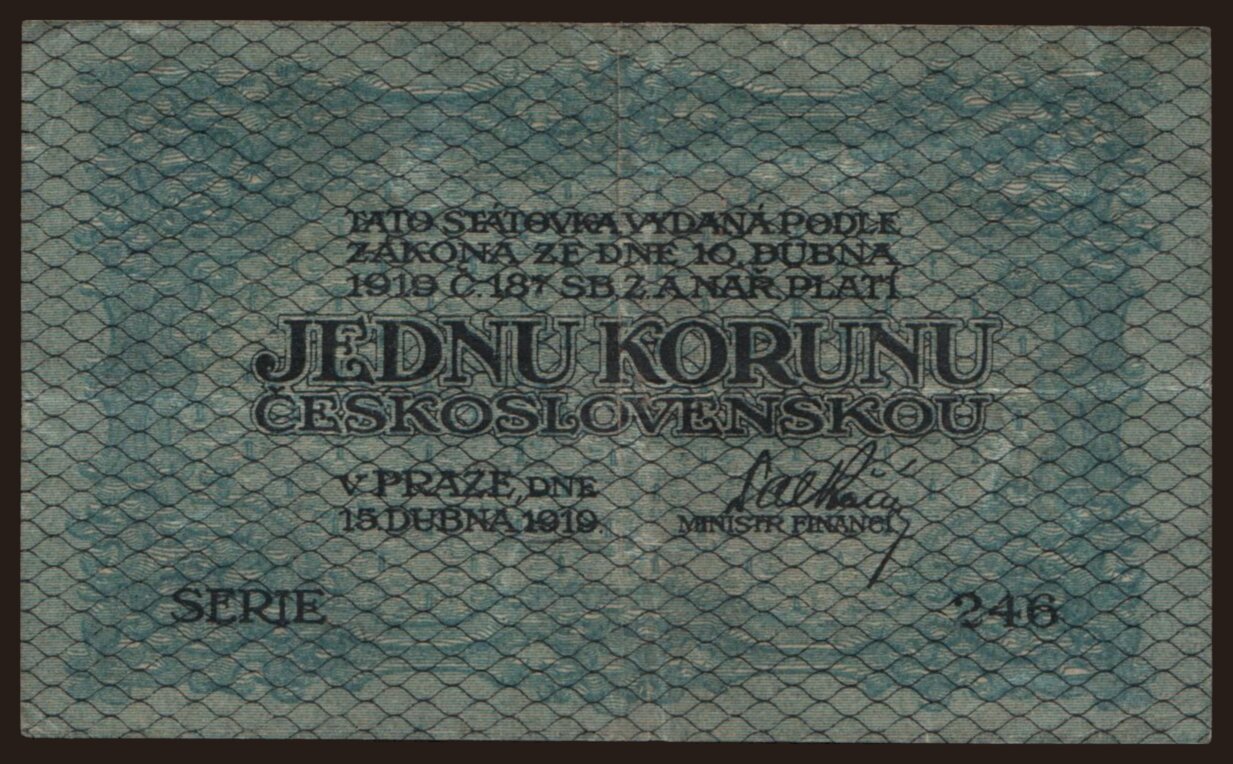 TATO STÁTOVKA VYDANÁ PODLE
ZÁKONA ZE DNE 10. DUBNA
1919 Č. 187 SB. Z. A NAŘ. PLATÍ
JEDNU KORUNU
ČESKOSLOVENSKOU
V PRAZE, DNE
15. DUBNA 1919.
MINISTR FINANCÍ
SERIE 246